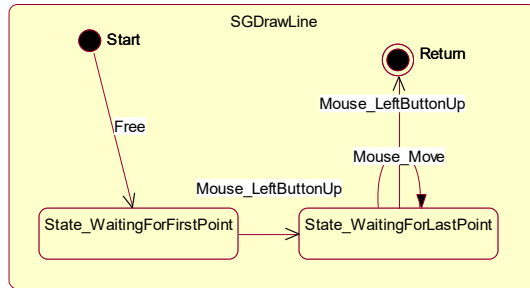 SGDrawLine
Start
Return
Mouse_LeftButtonUp
Free
Mouse_Move
Mouse_LeftButtonUp
State_WaitingForFirstPoint
State_WaitingForLastPoint